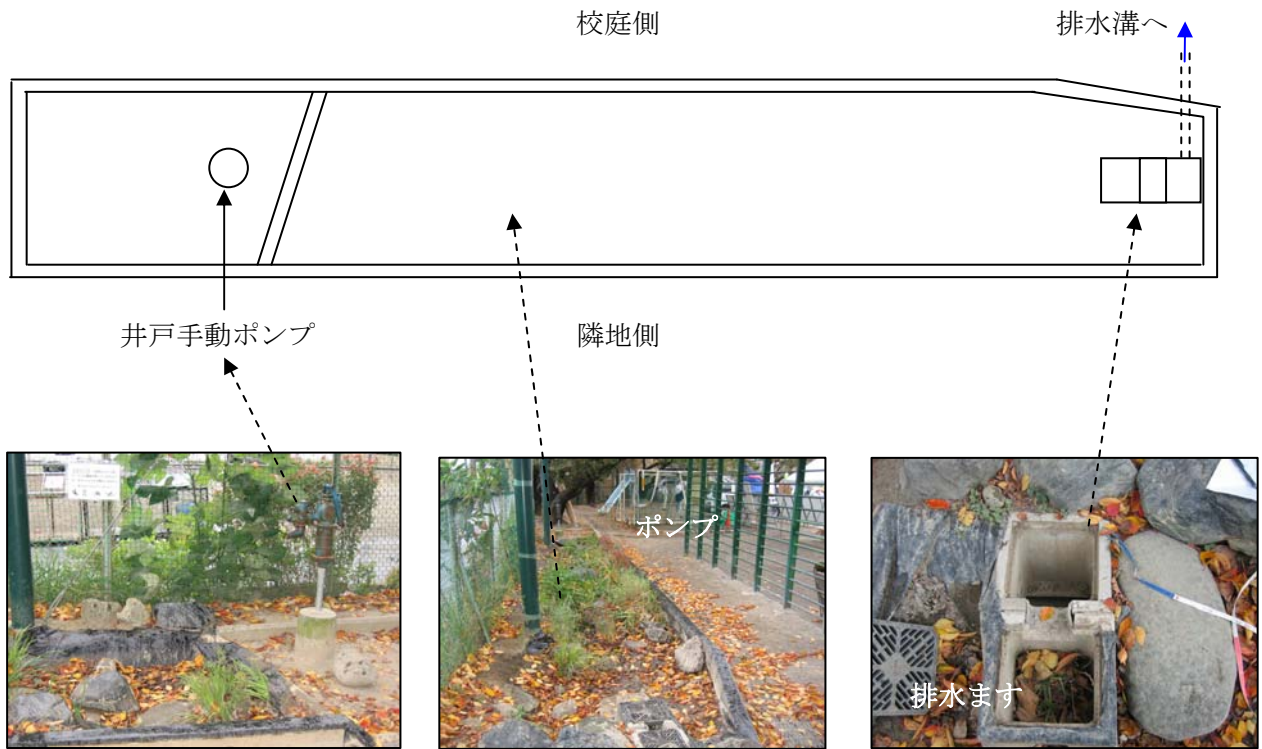 校庭側
排水溝へ
井戸手動ポンプ
隣地側
ポンプ
排水ます